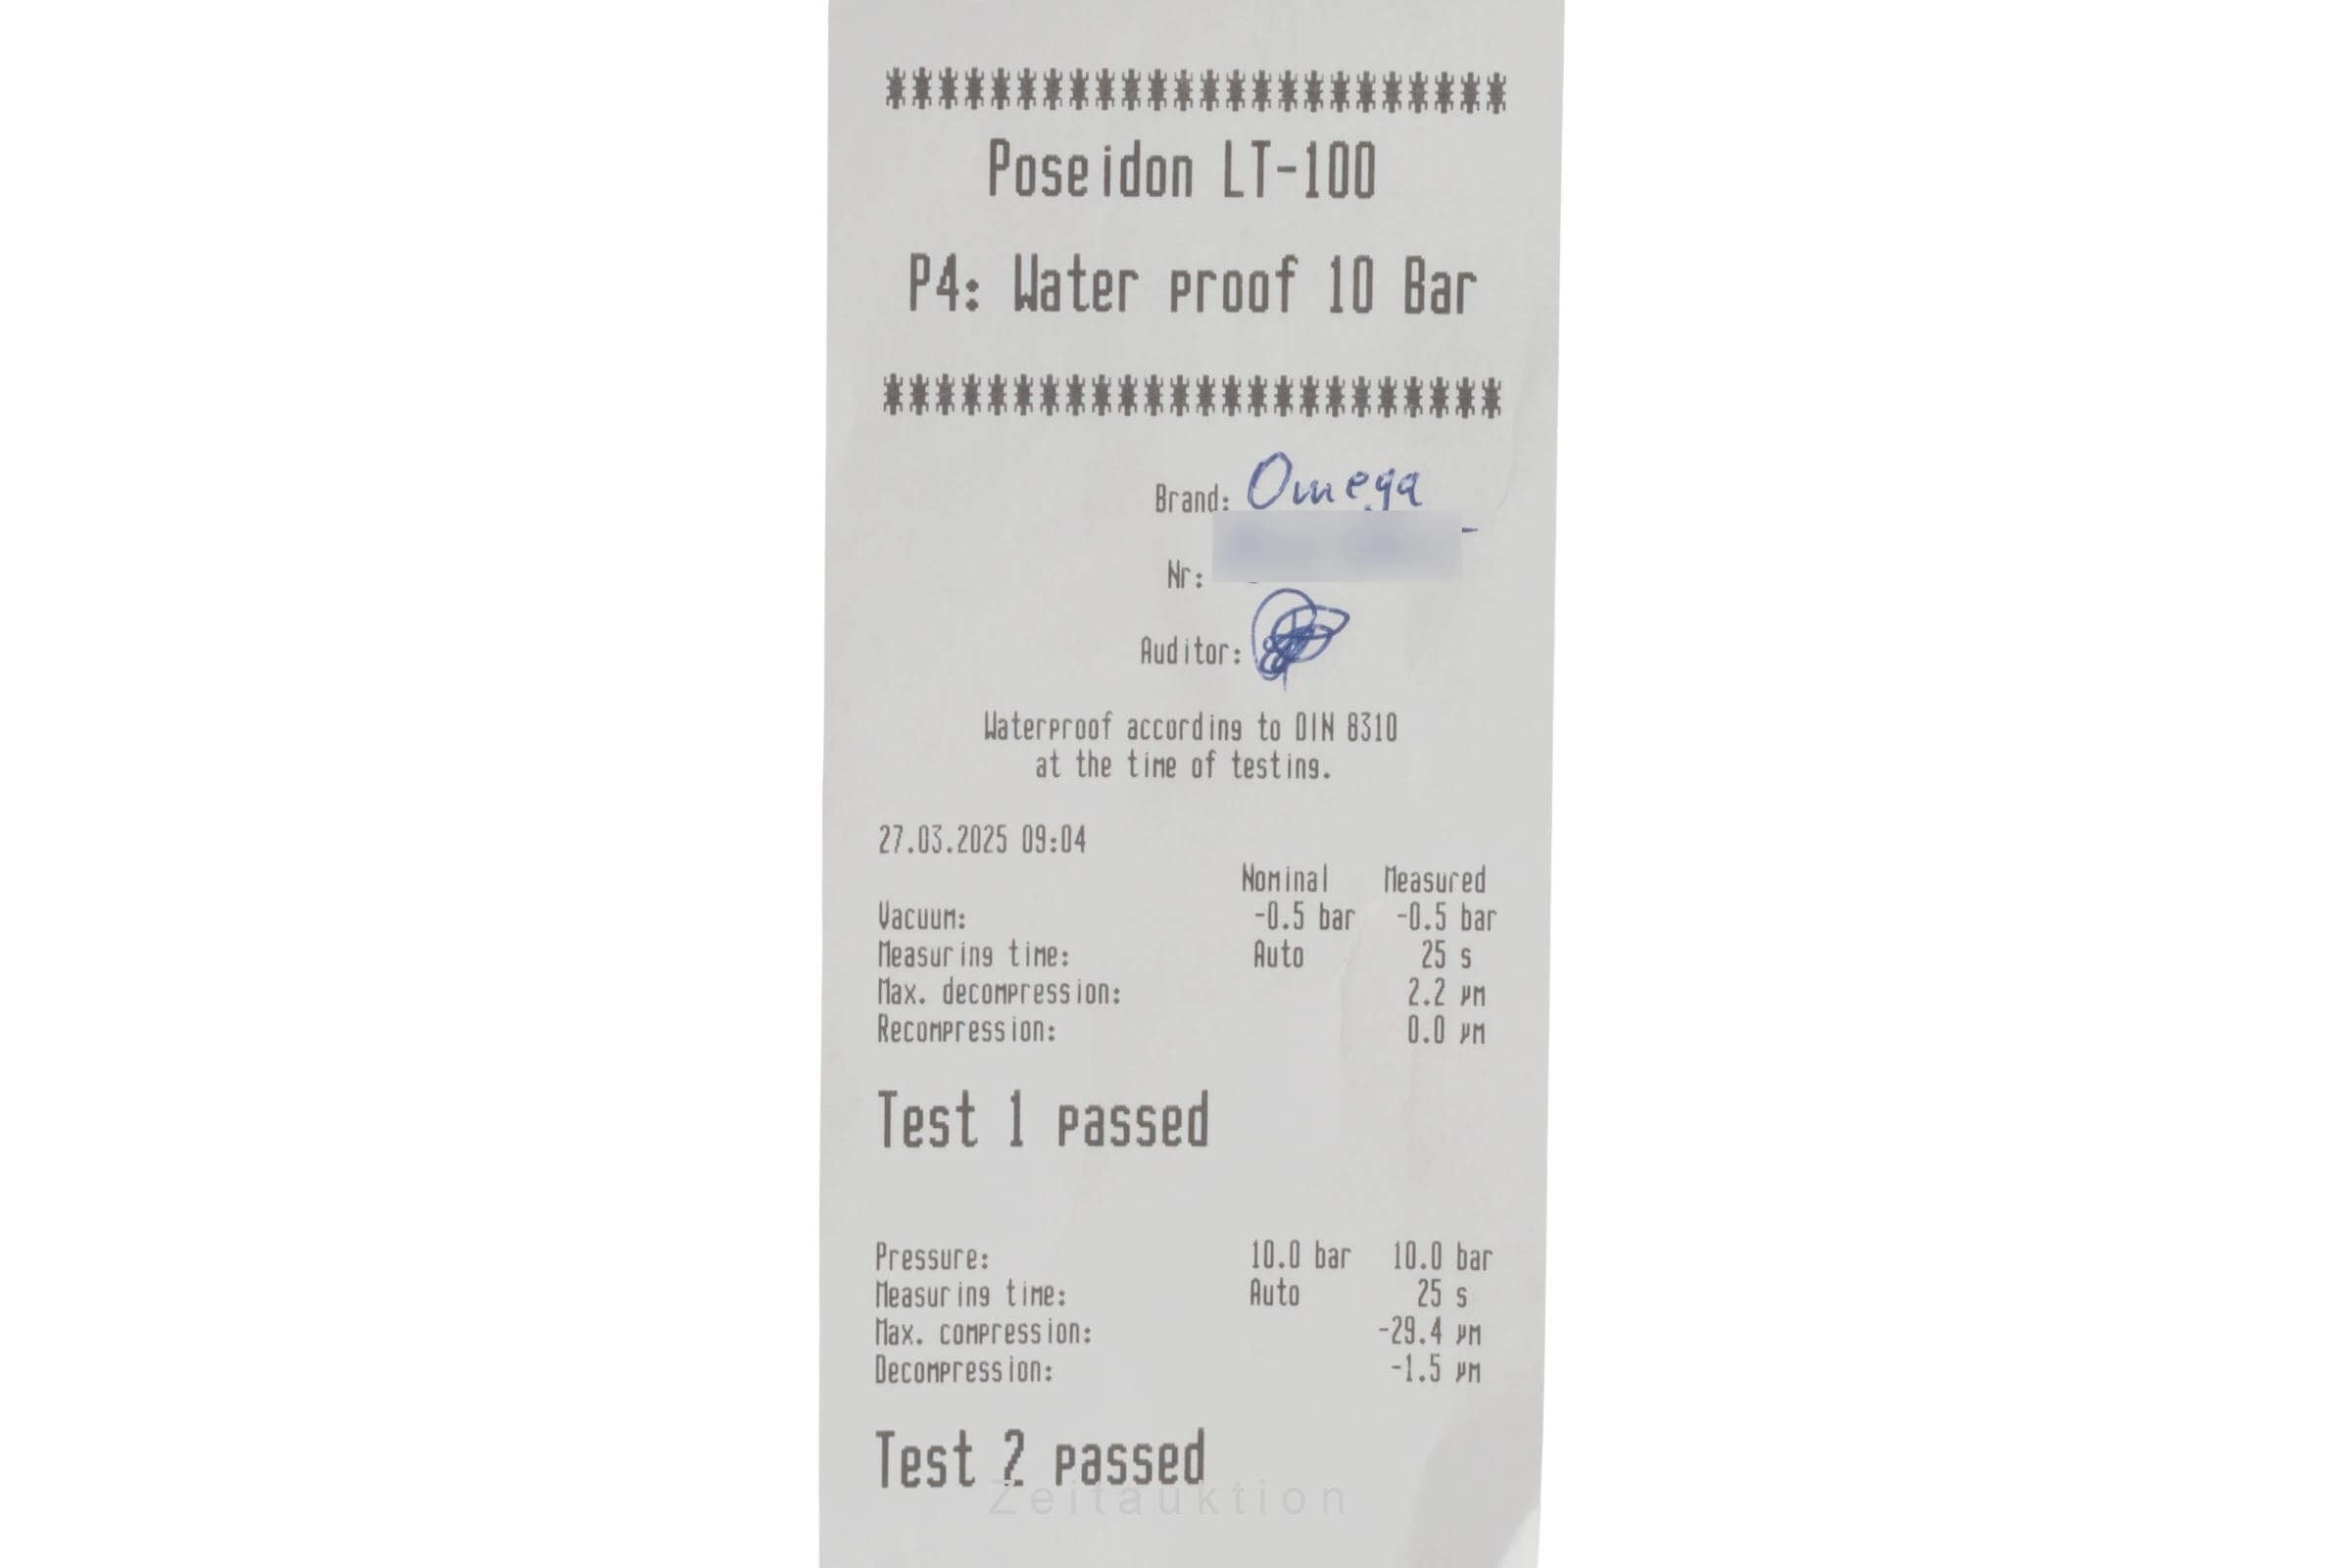 ************************
Poseidon LT-100
P4: Water proof 10 Bar
************************
Brand: Omega
Nr:
Auditor:
Waterproof according to DIN 8310
at the time of testing.
27.03.2025 09:04
Nominal Measured
Vacuum: -0.5 bar -0.5 bar
Measuring time: Auto 25 s
Max. decompression: 2.2 µm
Recompression: 0.0 µm
Test 1 passed
Pressure: 10.0 bar 10.0 bar
Measuring time: Auto 25 s
Max. compression: -29.4 µm
Decompression: -1.5 µm
Test 2 passed
Zeitauktion